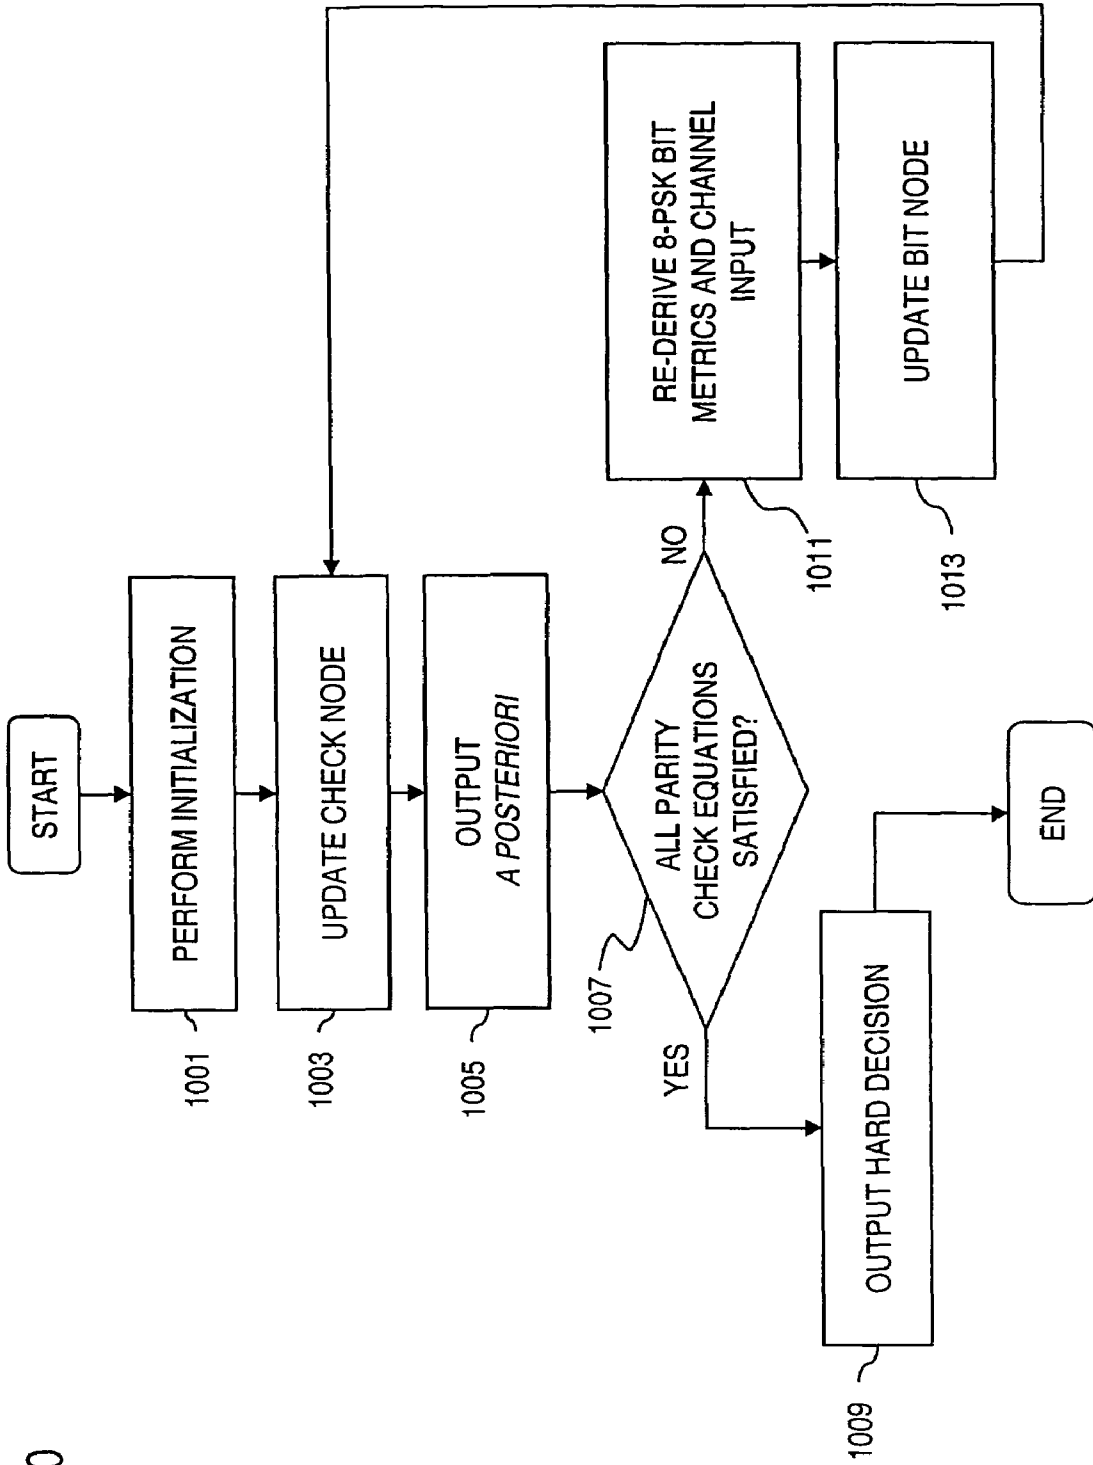 START
PERFORM INITIALIZATION
1001
UPDATE CHECK NODE
1003
OUTPUT
A POSTERIORI
1005
ALL PARITY
CHECK EQUATIONS
SATISFIED?
1007
NO
YES
RE-DERIVE 8-PSK BIT
METRICS AND CHANNEL
INPUT
1011
UPDATE BIT NODE
1013
OUTPUT HARD DECISION
1009
END